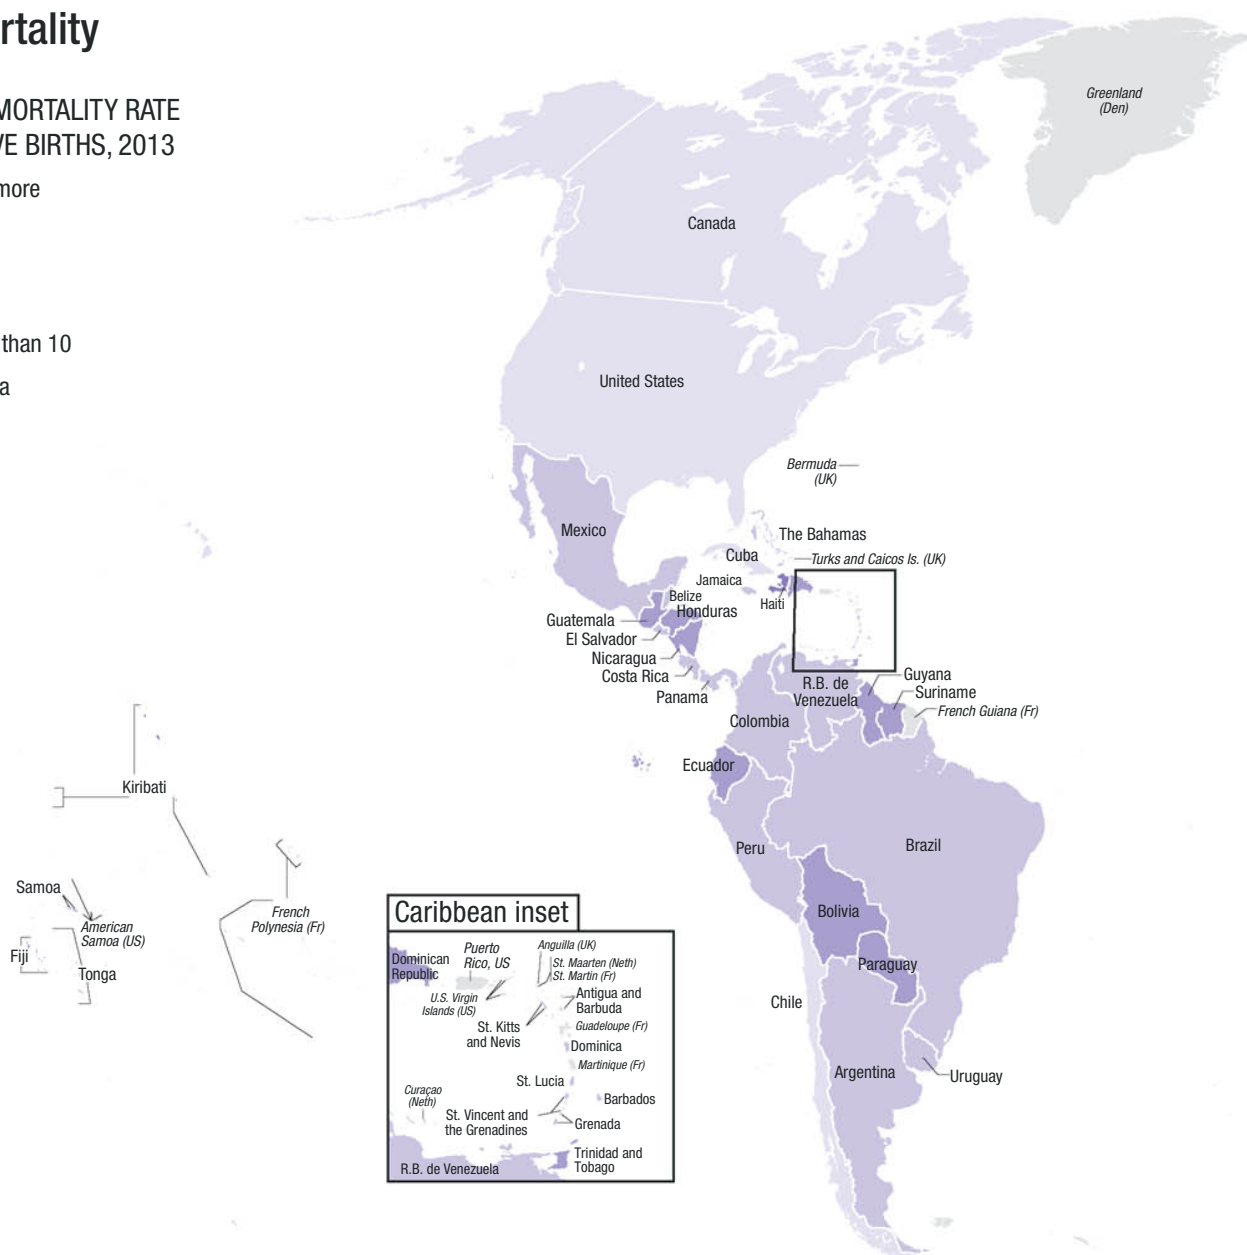 rtality
MORTALITY RATE
VE BIRTHS, 2013
more
than 10
a
Greenland
(Den)
Canada
United States
Bermuda
(UK)
Mexico
The Bahamas
Cuba
Turks and Caicos Is. (UK)
Jamaica
Belize
Haiti
Honduras
Guatemala
El Salvador
Nicaragua
Costa Rica
Panama
Guyana
R.B. de
Venezuela
Suriname
French Guiana (Fr)
Colombia
Ecuador
Kiribati
Peru
Brazil
Samoa
American
Samoa (US)
French
Polynesia (Fr)
Fiji
Tonga
Bolivia
Paraguay
Chile
Argentina
Uruguay
Caribbean inset
Dominican
Republic
Puerto
Rico, US
Anguilla (UK)
St. Maarten (Neth)
St. Martin (Fr)
U.S. Virgin
Islands (US)
Antigua and
Barbuda
St. Kitts
and Nevis
Guadeloupe (Fr)
Dominica
Martinique (Fr)
St. Lucia
Curaçao
(Neth)
Barbados
St. Vincent and
the Grenadines
Grenada
Trinidad and
Tobago
R.B. de Venezuela